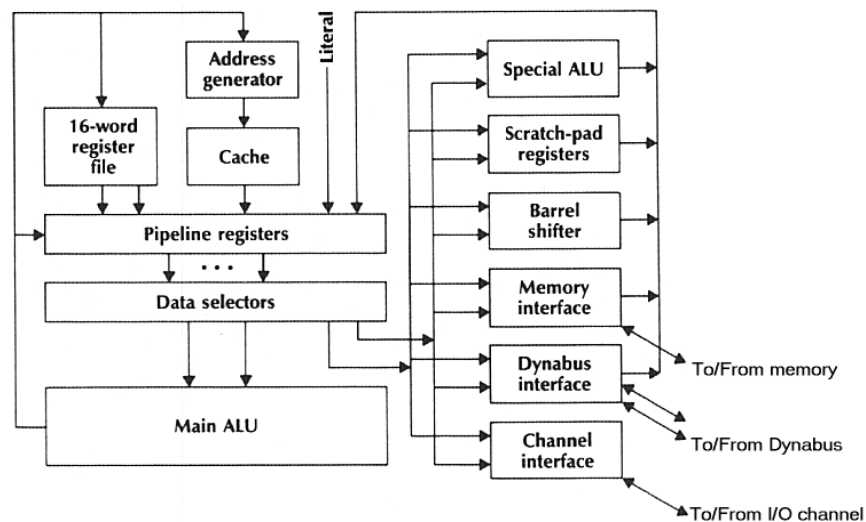 Address
generator
Literal
Special ALU
16-word
register
file
Cache
Scratch-pad
registers
Pipeline registers
Barrel
shifter
• • •
Data selectors
Memory
interface
Dynabus
interface
To/From memory
Main ALU
Channel
interface
To/From Dynabus
To/From I/O channel